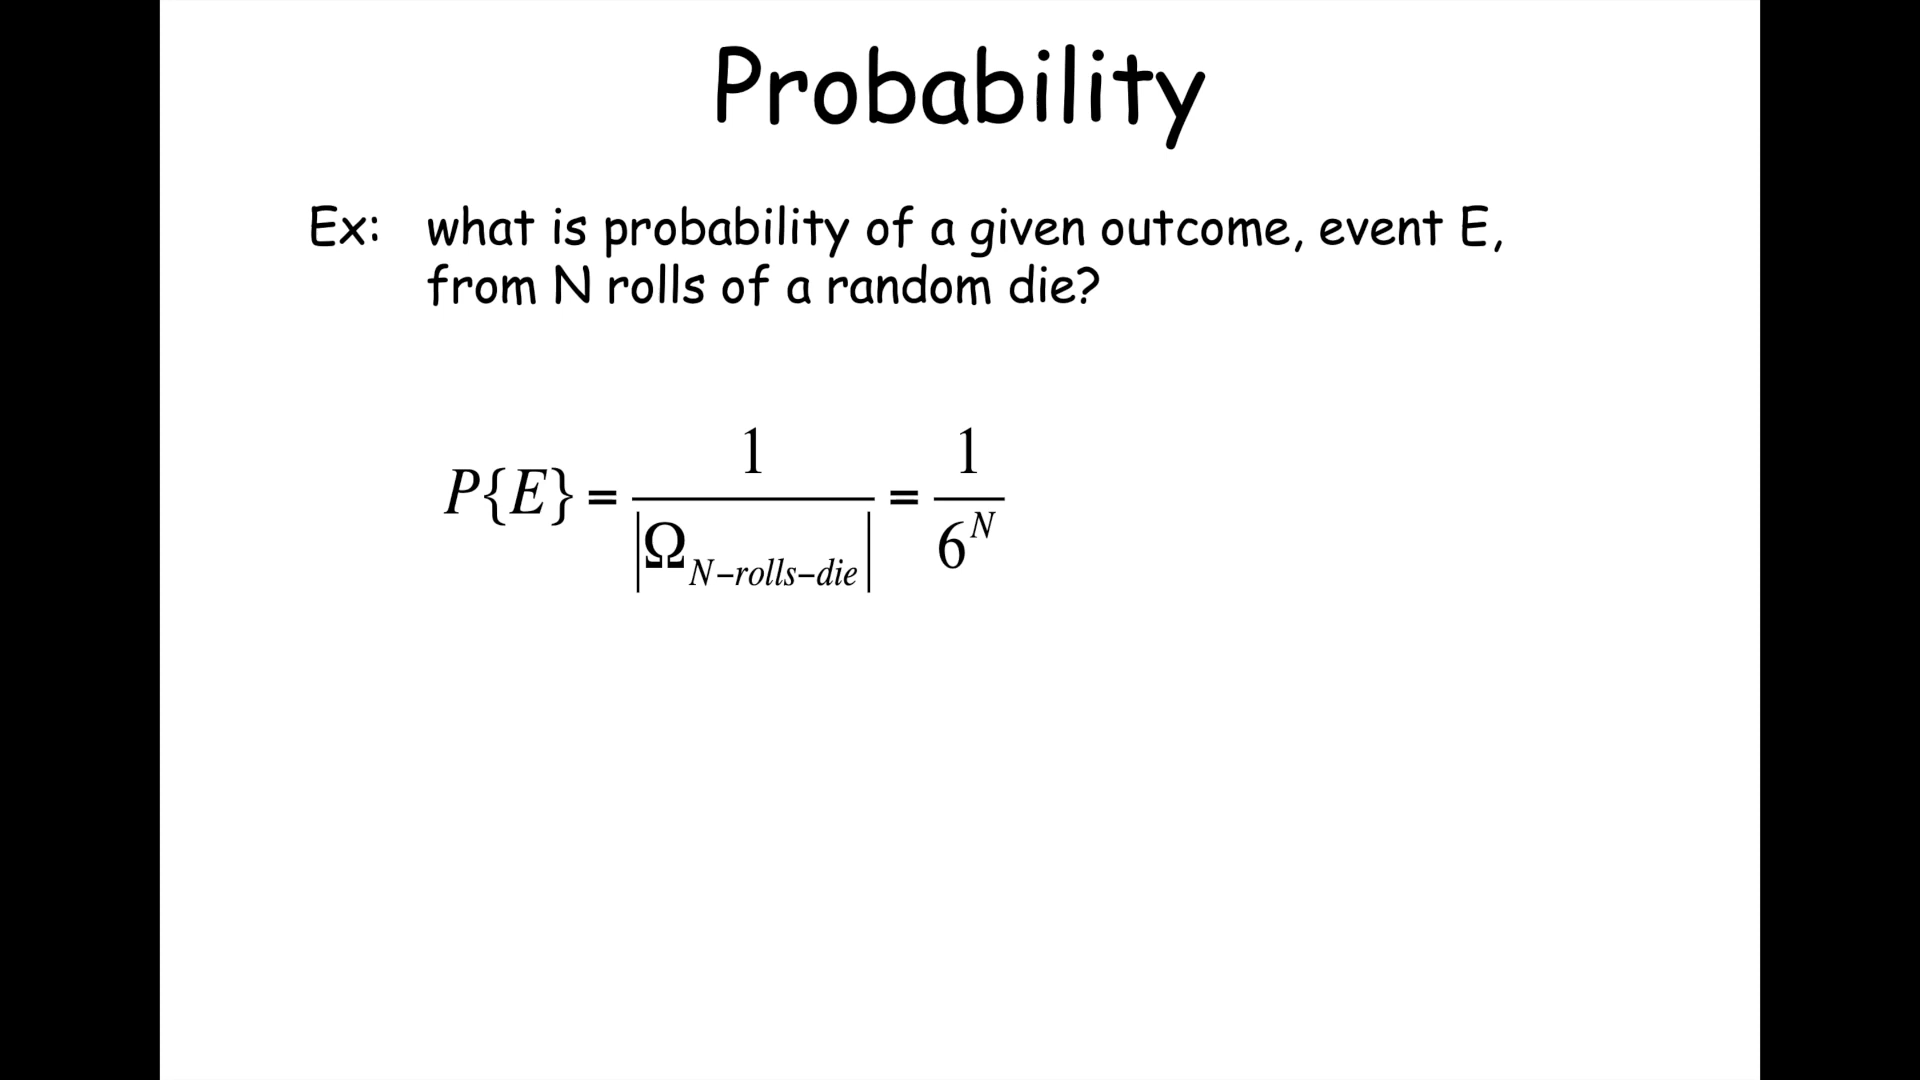 Probability
Ex: what is probability of a given outcome, event E,
from N rolls of a random die?
P{E} = 1 / |Ω_{N−rolls−die}| = 1 / 6^N